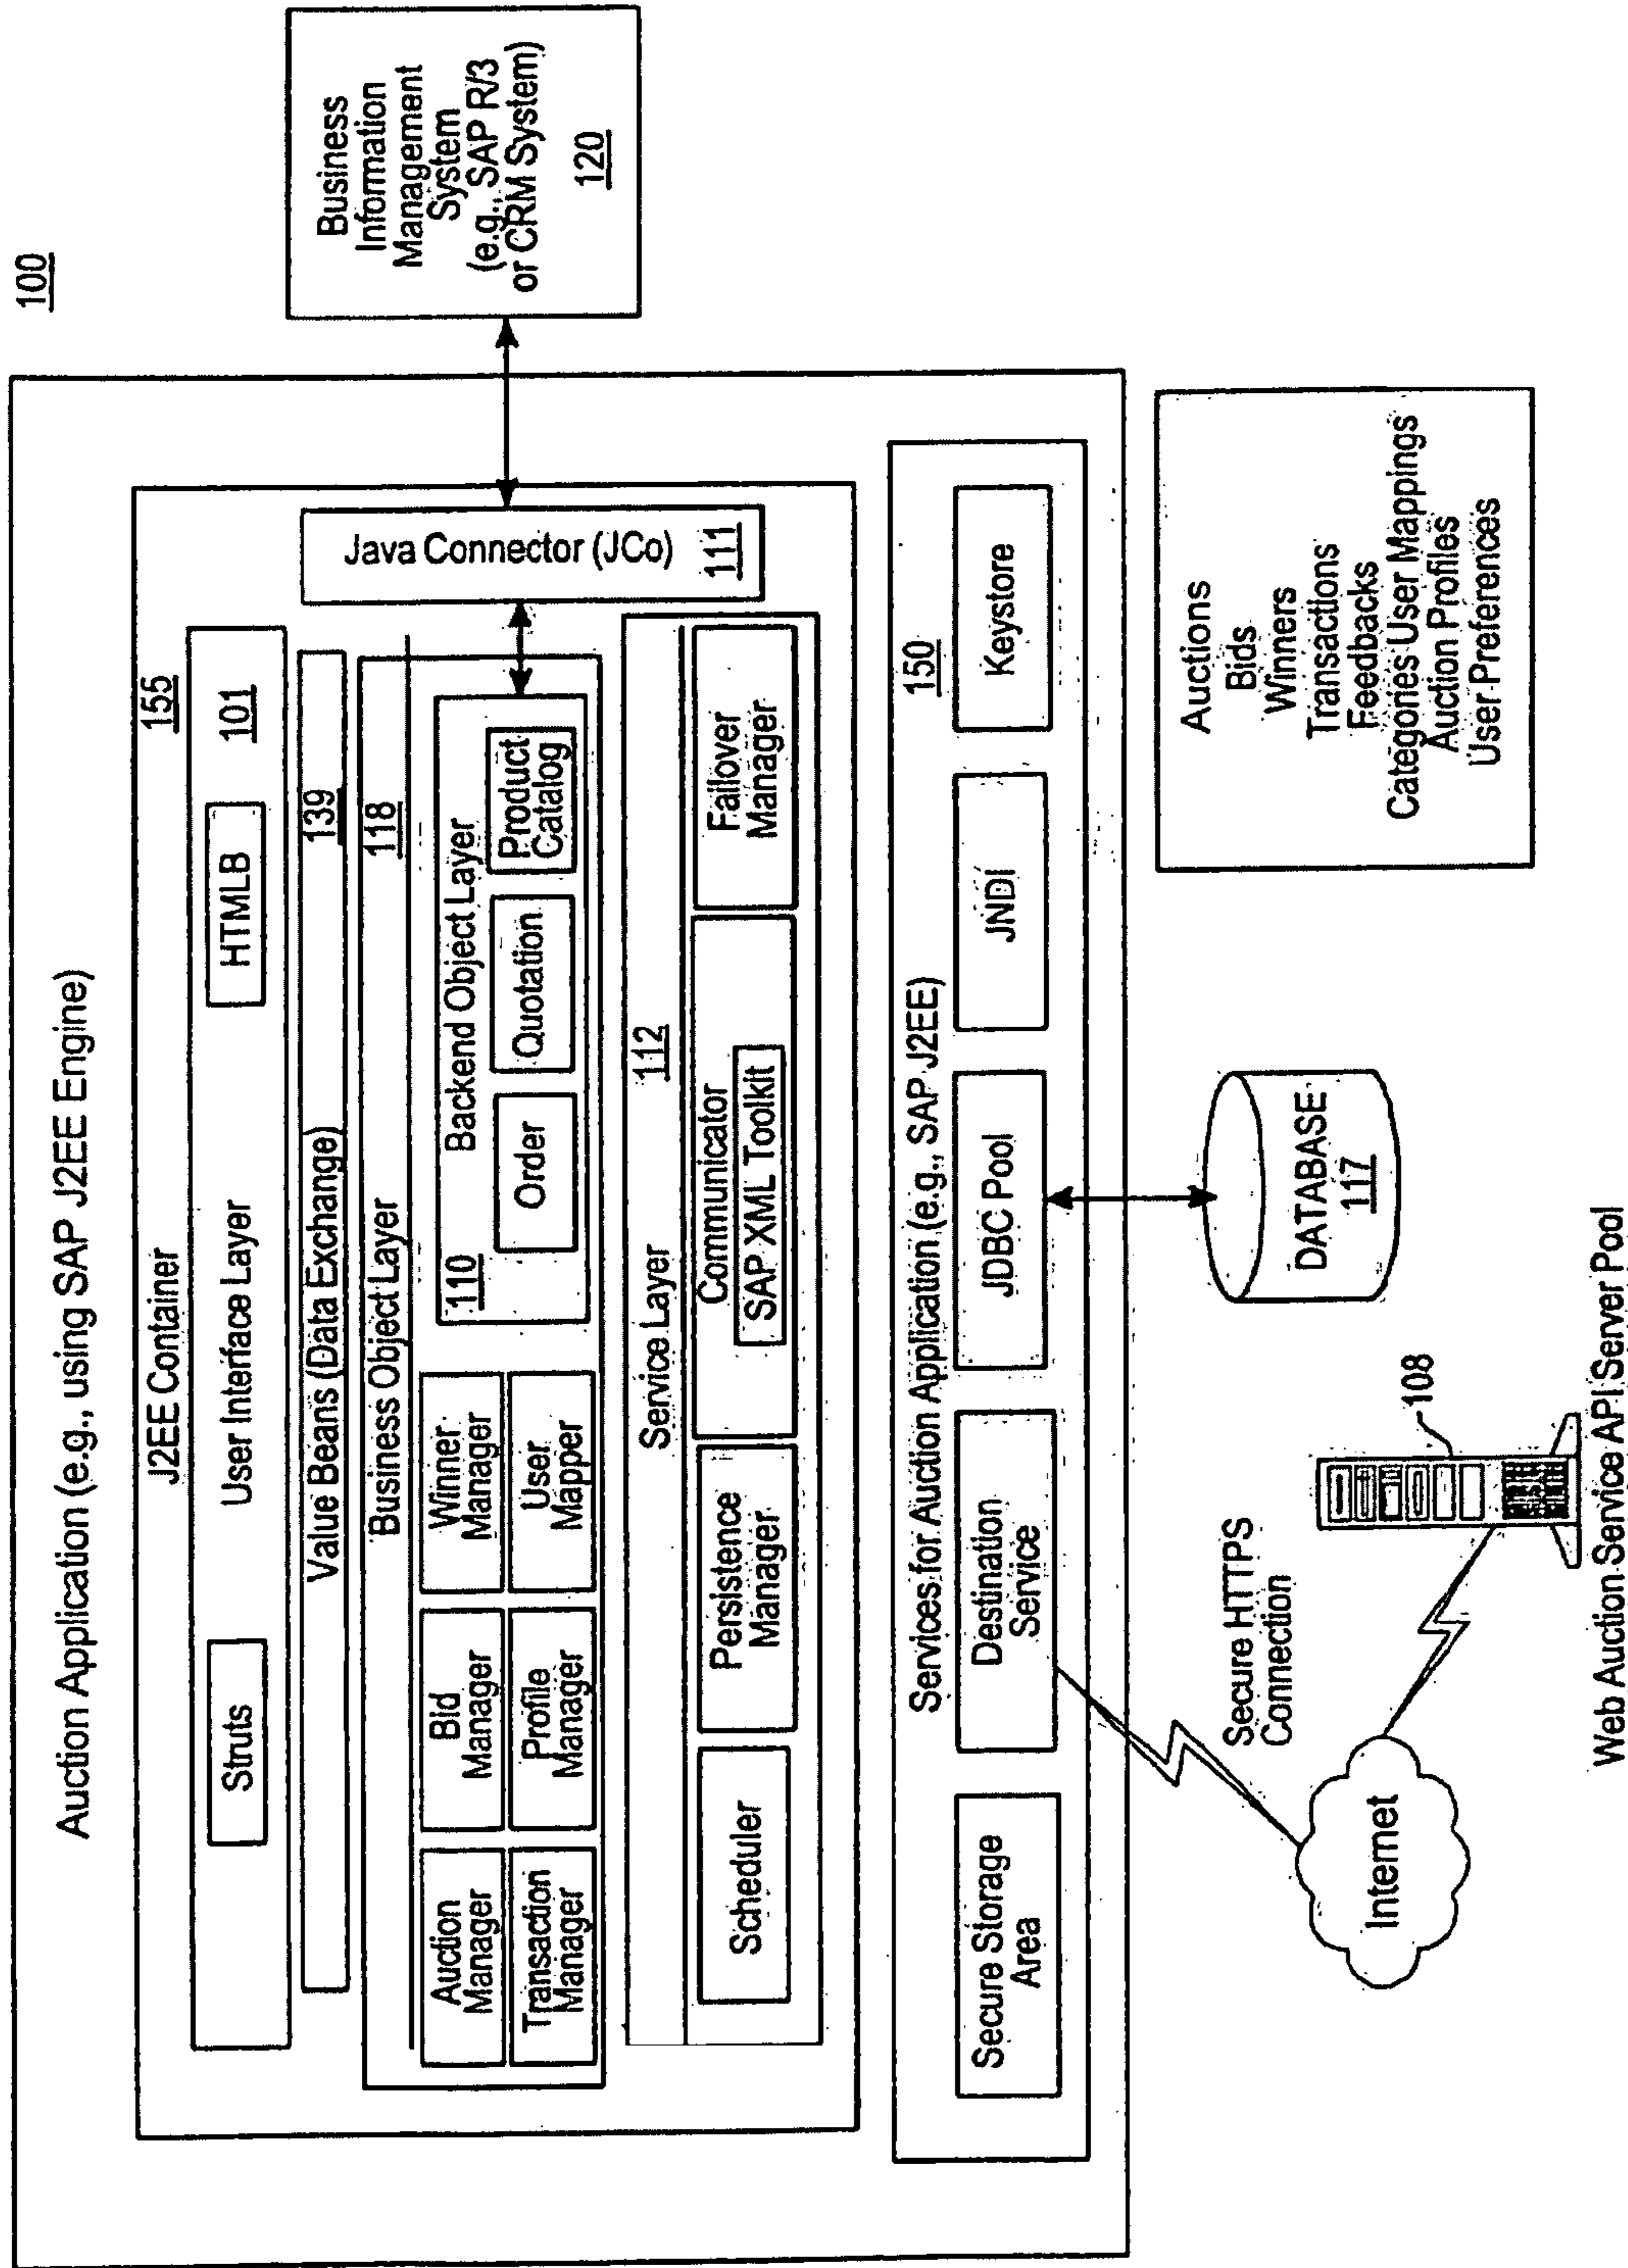 100
Auction Application (e.g., using SAP J2EE Engine)
J2EE Container
155
Struts
User Interface Layer
HTMLB
101
Value Beans (Data Exchange)
139
Business Object Layer
118
Auction
Manager
Bid
Manager
Winner
Manager
Transaction
Manager
Profile
Manager
User
Mapper
110
Backend Object Layer
Order
Quotation
Product
Catalog
Java Connector (JCo)
111
Business
Information
Management
System
(e.g., SAP R/3
or CRM System)
120
Service Layer
112
Scheduler
Persistence
Manager
Communicator
SAP XML Toolkit
Failover
Manager
Services for Auction Application (e.g., SAP J2EE)
150
Secure Storage
Area
Destination
Service
JDBC Pool
JNDI
Keystore
Secure HTTPS
Connection
Internet
108
Web Auction Service API Server Pool
DATABASE
117
Auctions
Bids
Winners
Transactions
Feedbacks
Categories User Mappings
Auction Profiles
User Preferences